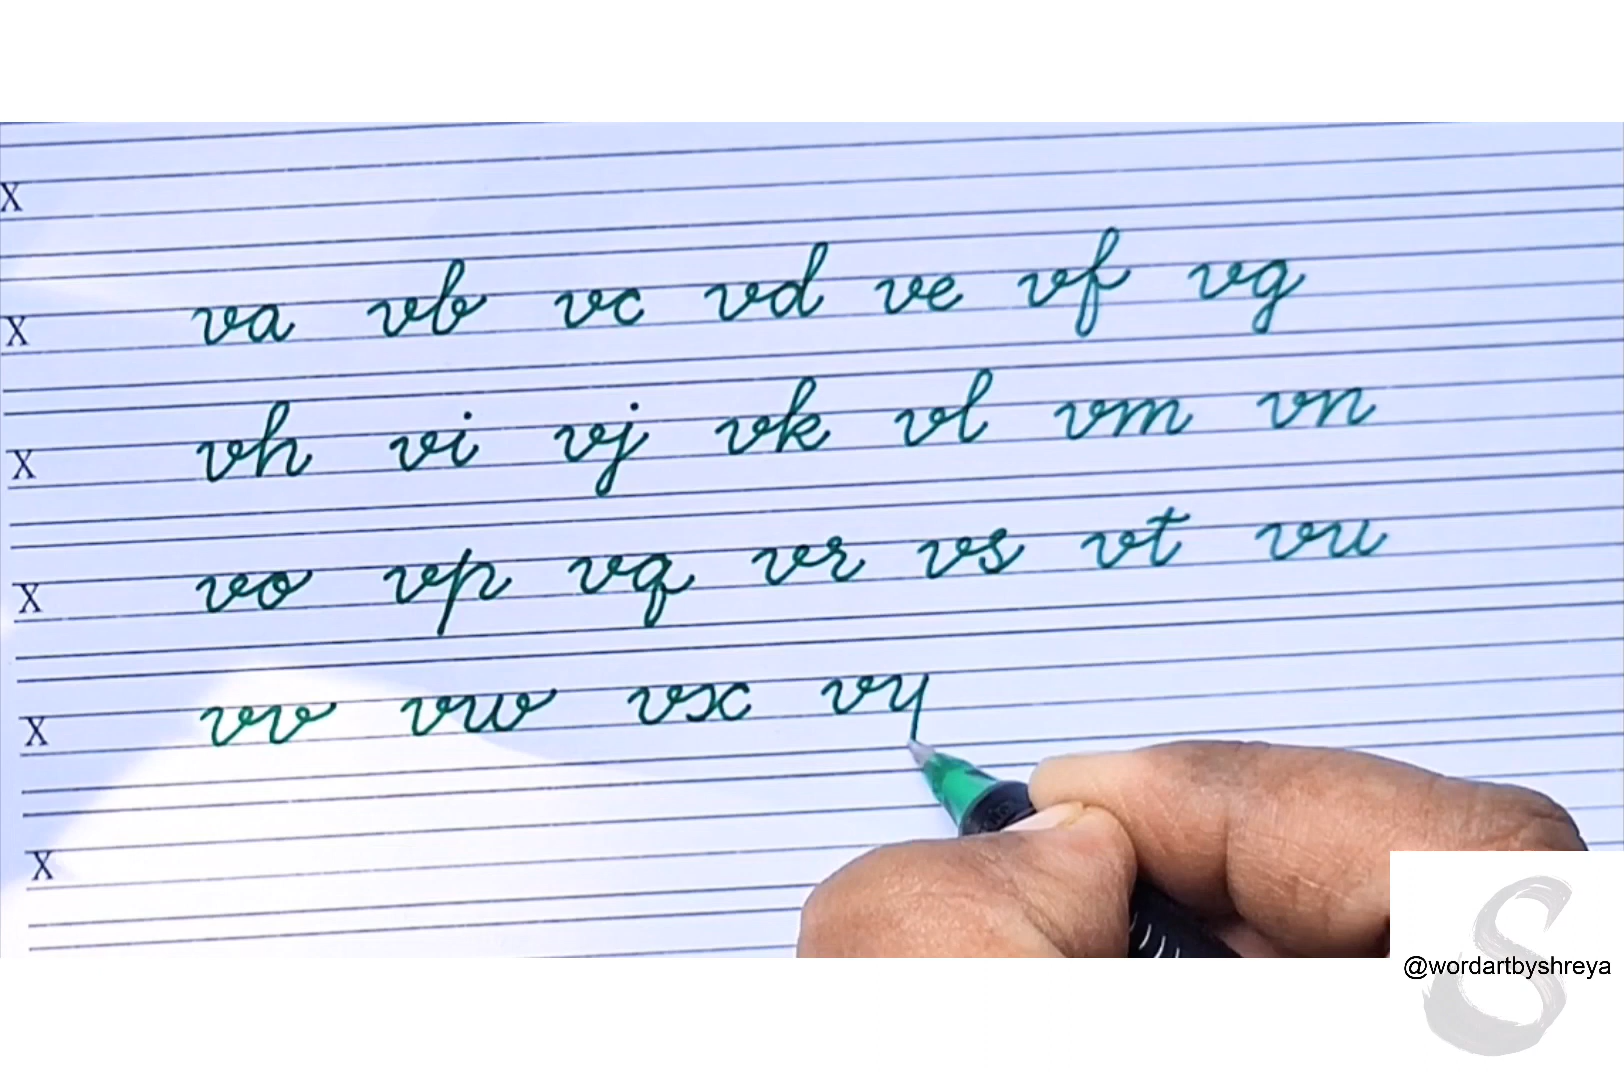 X
X va vb vc vd ve vf vg
X vh vi vj vk vl vm vn
X vo vp vq vr vs vt vu
X vv vw vx vy
X
@wordartbyshreya